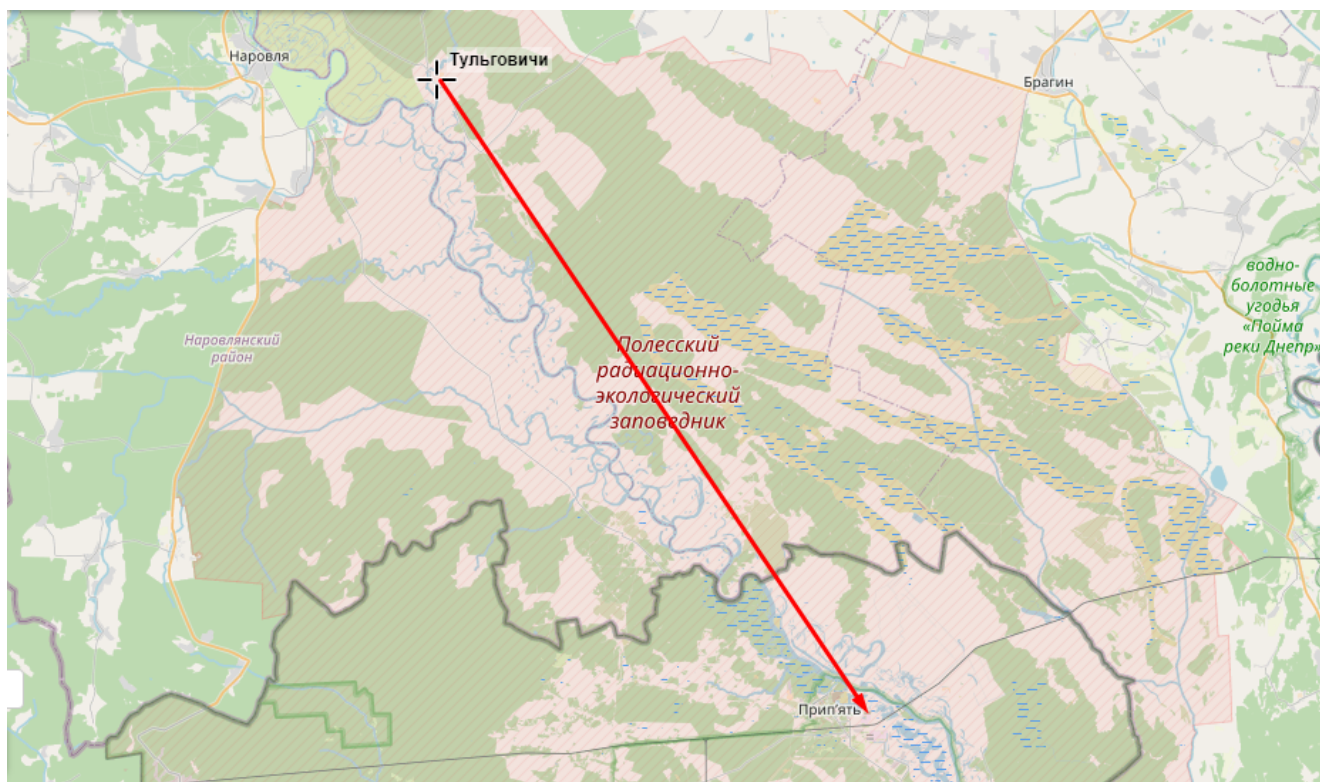 Наровля
Тульговичи
Брагин
водно-
болотные
угодья
«Пойма
реки Днепр»
Наровлянский
район
Полесский
радиационно-
экологический
заповедник
Прип'ять